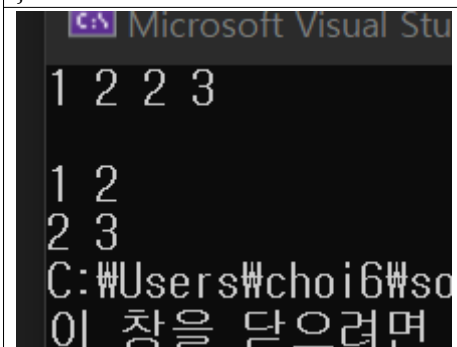 Microsoft Visual Stu
1 2 2 3
1 2
2 3
C:₩Users₩choi6₩so
이 창을 닫으려면